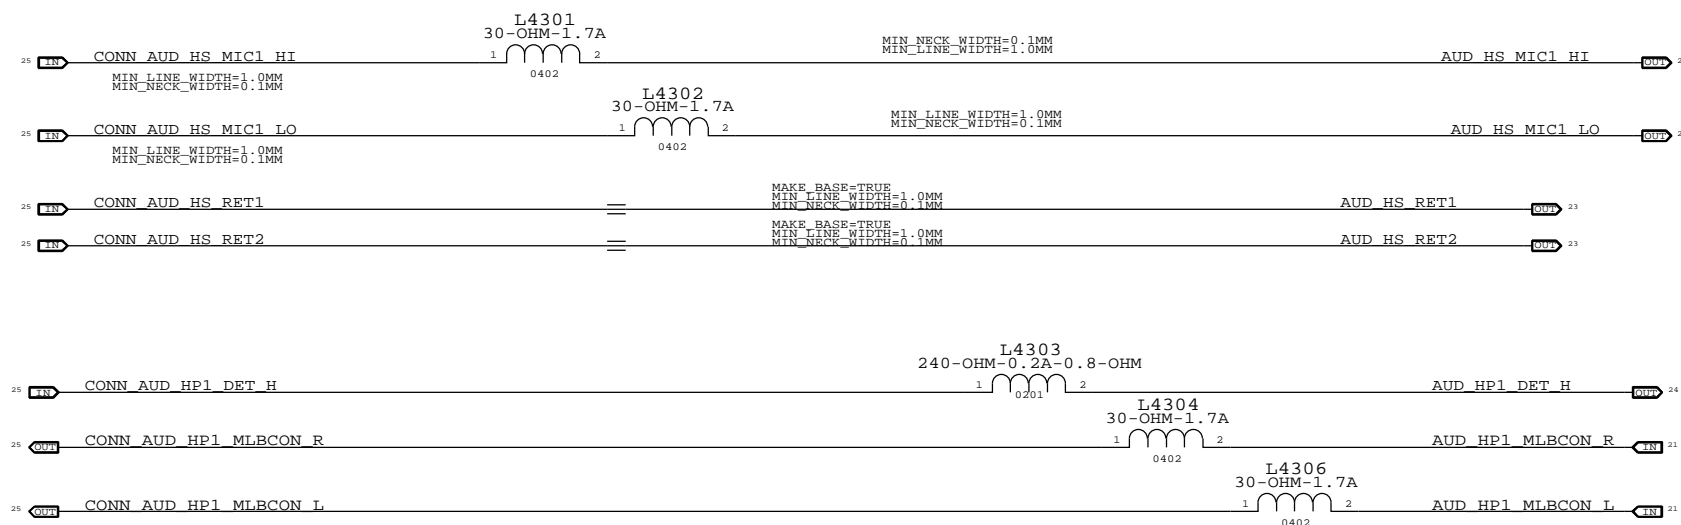 L4301
30-OHM-1.7A
25 IN CONN_AUD_HS_MIC1_HI 1 2 AUD_HS_MIC1_HI OUT
0402
MIN_NECK_WIDTH=0.1MM
MIN_LINE_WIDTH=1.0MM
MIN_LINE_WIDTH=1.0MM
MIN_NECK_WIDTH=0.1MM
L4302
30-OHM-1.7A
25 IN CONN_AUD_HS_MIC1_LO 1 2 AUD_HS_MIC1_LO OUT
0402
MIN_LINE_WIDTH=1.0MM
MIN_NECK_WIDTH=0.1MM
MIN_LINE_WIDTH=1.0MM
MIN_NECK_WIDTH=0.1MM
MAKE_BASE=TRUE
MIN_LINE_WIDTH=1.0MM
MIN_NECK_WIDTH=0.1MM
25 IN CONN_AUD_HS_RET1 AUD_HS_RET1 OUT 23
MAKE_BASE=TRUE
MIN_LINE_WIDTH=1.0MM
MIN_NECK_WIDTH=0.1MM
25 IN CONN_AUD_HS_RET2 AUD_HS_RET2 OUT 23
L4303
240-OHM-0.2A-0.8-OHM
25 IN CONN_AUD_HP1_DET_H 1 2 AUD_HP1_DET_H OUT 24
0201
L4304
30-OHM-1.7A
25 OUT CONN_AUD_HP1_MLBCON_R 1 2 AUD_HP1_MLBCON_R IN 21
0402
L4306
30-OHM-1.7A
25 OUT CONN_AUD_HP1_MLBCON_L 1 2 AUD_HP1_MLBCON_L IN 21
0402